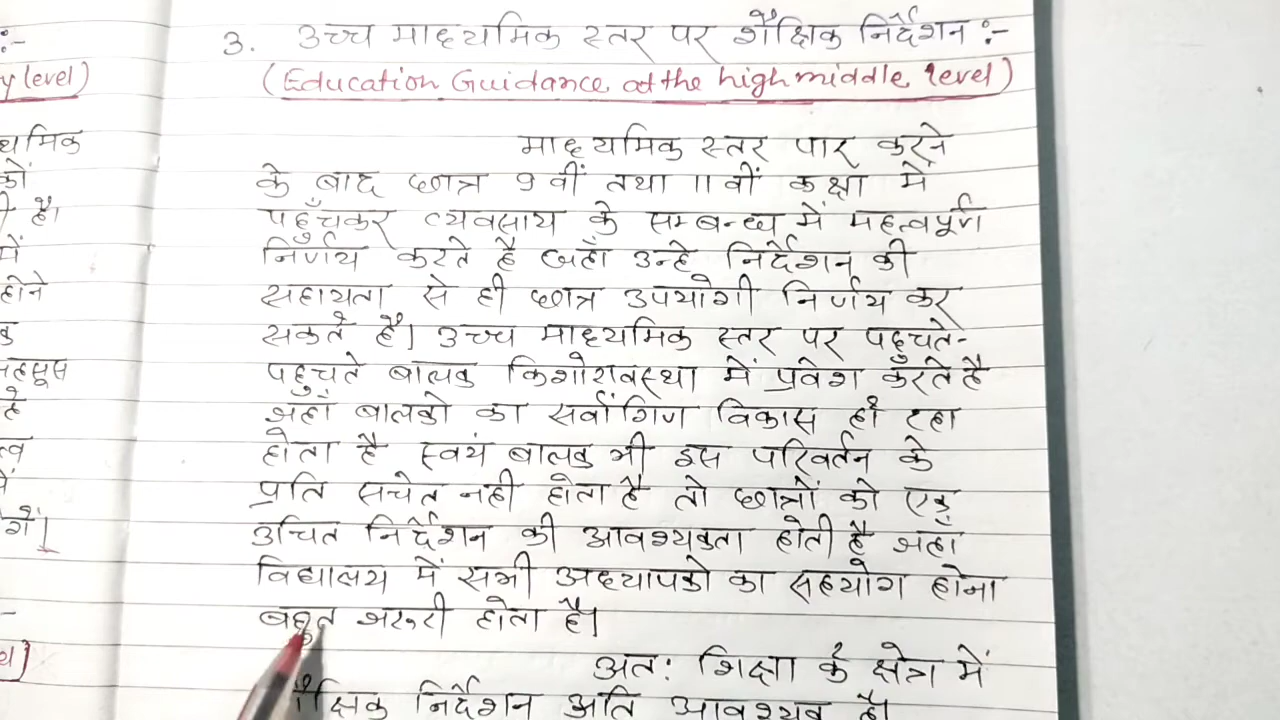 :-
y level)
ध्यमिक
को
ी है।
में
होने
महसूस
है
त्व
में
गे।
:-
el)
3. उच्च माध्यमिक स्तर पर शैक्षिक निर्देशन :-
(Education Guidance at the high middle level)
माध्यमिक स्तर पार करने
के बाद छात्र 9वीं तथा 11वीं कक्षा में
पहुँचकर व्यवसाय के सम्बन्ध में महत्वपूर्ण
निर्णय करते है जहाँ उन्हे निर्देशन की
सहायता से ही छात्र उपयोगी निर्णय कर
सकते है। उच्च माध्यमिक स्तर पर पहुचते-
पहुचते बालक किशोरावस्था में प्रवेश करते है
जहाँ बालको का सर्वांगिण विकास हो रहा
होता है स्वयं बालक भी इस परिवर्तन के
प्रति सचेत नही होता है तो छात्रों को एक
उचित निर्देशन की आवश्यकता होती है जहाँ
विद्यालय में सभी अध्यापको का सहयोग होना
बहुत जरुरी होता है।
अत: शिक्षा के क्षेत्र में
शैक्षिक निर्देशन अति आवश्यक है।